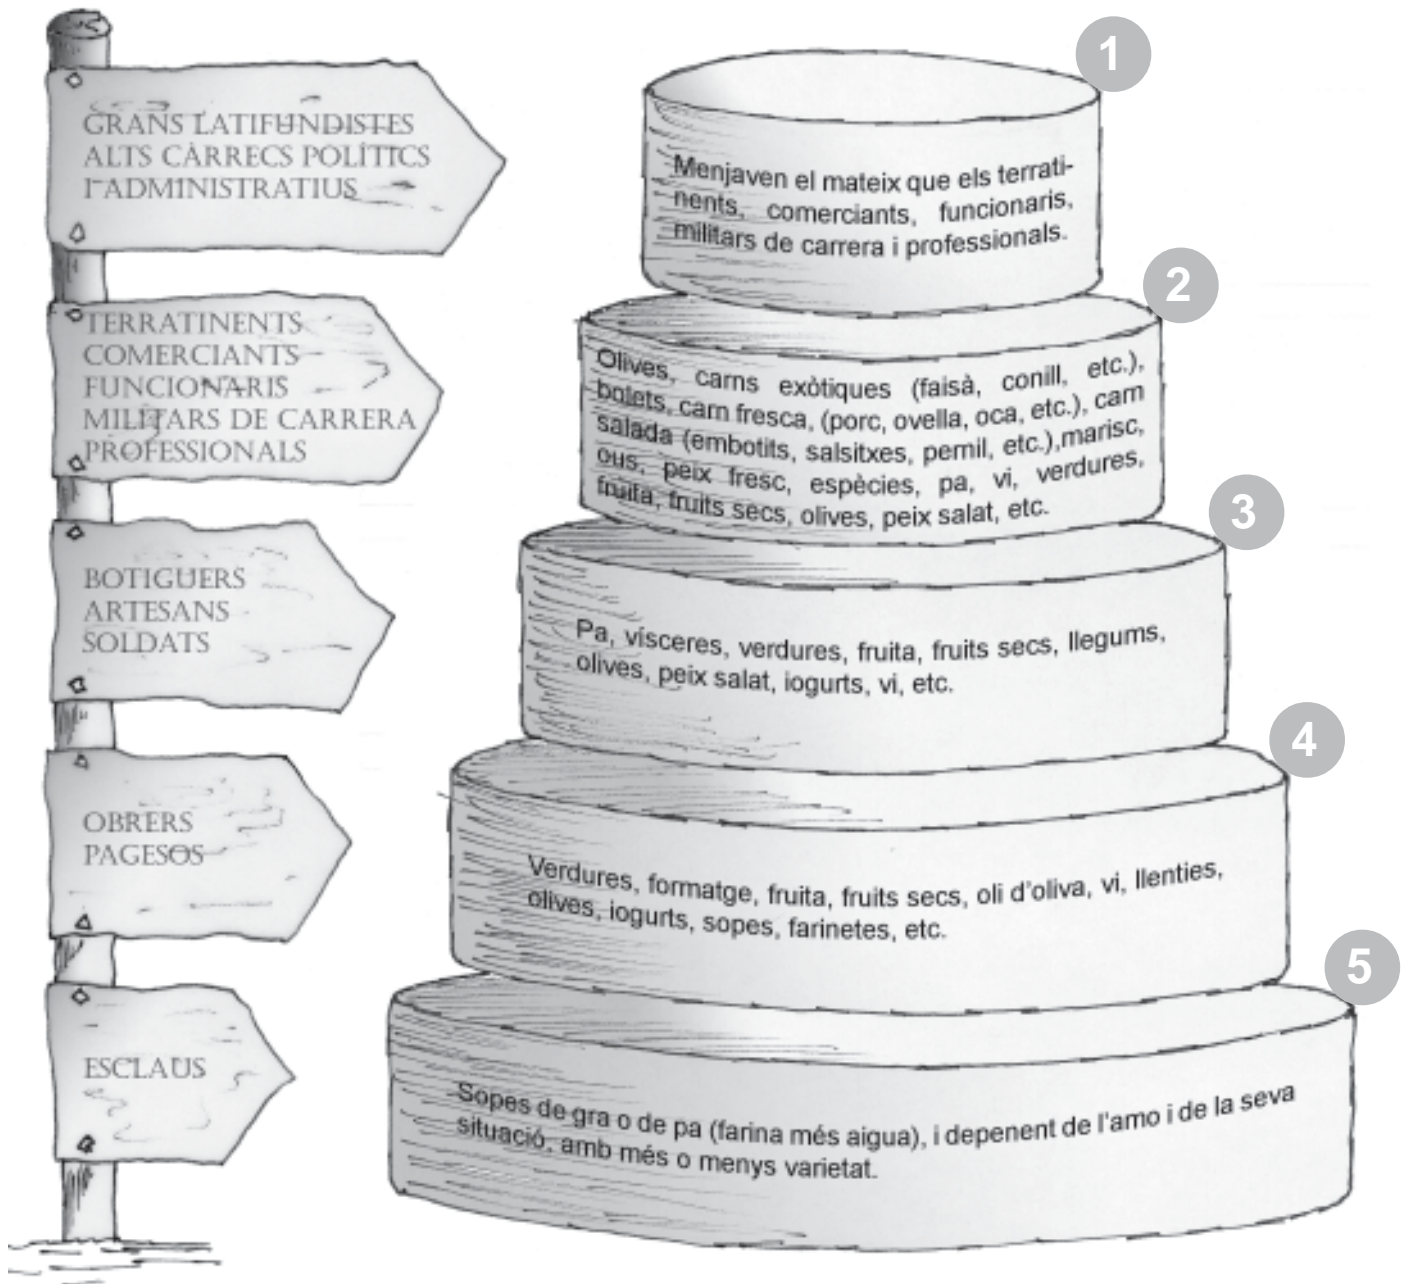 GRANS LATIFUNDISTES
ALTS CÀRRECS POLÍTICS
I ADMINISTRATIUS
1
Menjaven el mateix que els terrati-
nents, comerciants, funcionaris,
militars de carrera i professionals.
TERRATINENTS
COMERCIANTS
FUNCIONARIS
MILITARS DE CARRERA
PROFESSIONALS
2
Olives, carns exòtiques (faisà, conill, etc.),
bolets, carn fresca, (porc, ovella, oca, etc.), carn
salada (embotits, salsitxes, pernil, etc.),marisc,
ous, peix fresc, espècies, pa, vi, verdures,
fruita, fruits secs, olives, peix salat, etc.
BOTIGUERS
ARTESANS
SOLDATS
3
Pa, vísceres, verdures, fruita, fruits secs, llegums,
olives, peix salat, iogurts, vi, etc.
OBRERS
PAGESOS
4
Verdures, formatge, fruita, fruits secs, oli d'oliva, vi, llenties,
olives, iogurts, sopes, farinetes, etc.
ESCLAUS
5
Sopes de gra o de pa (farina més aigua), i depenent de l'amo i de la seva
situació, amb més o menys varietat.